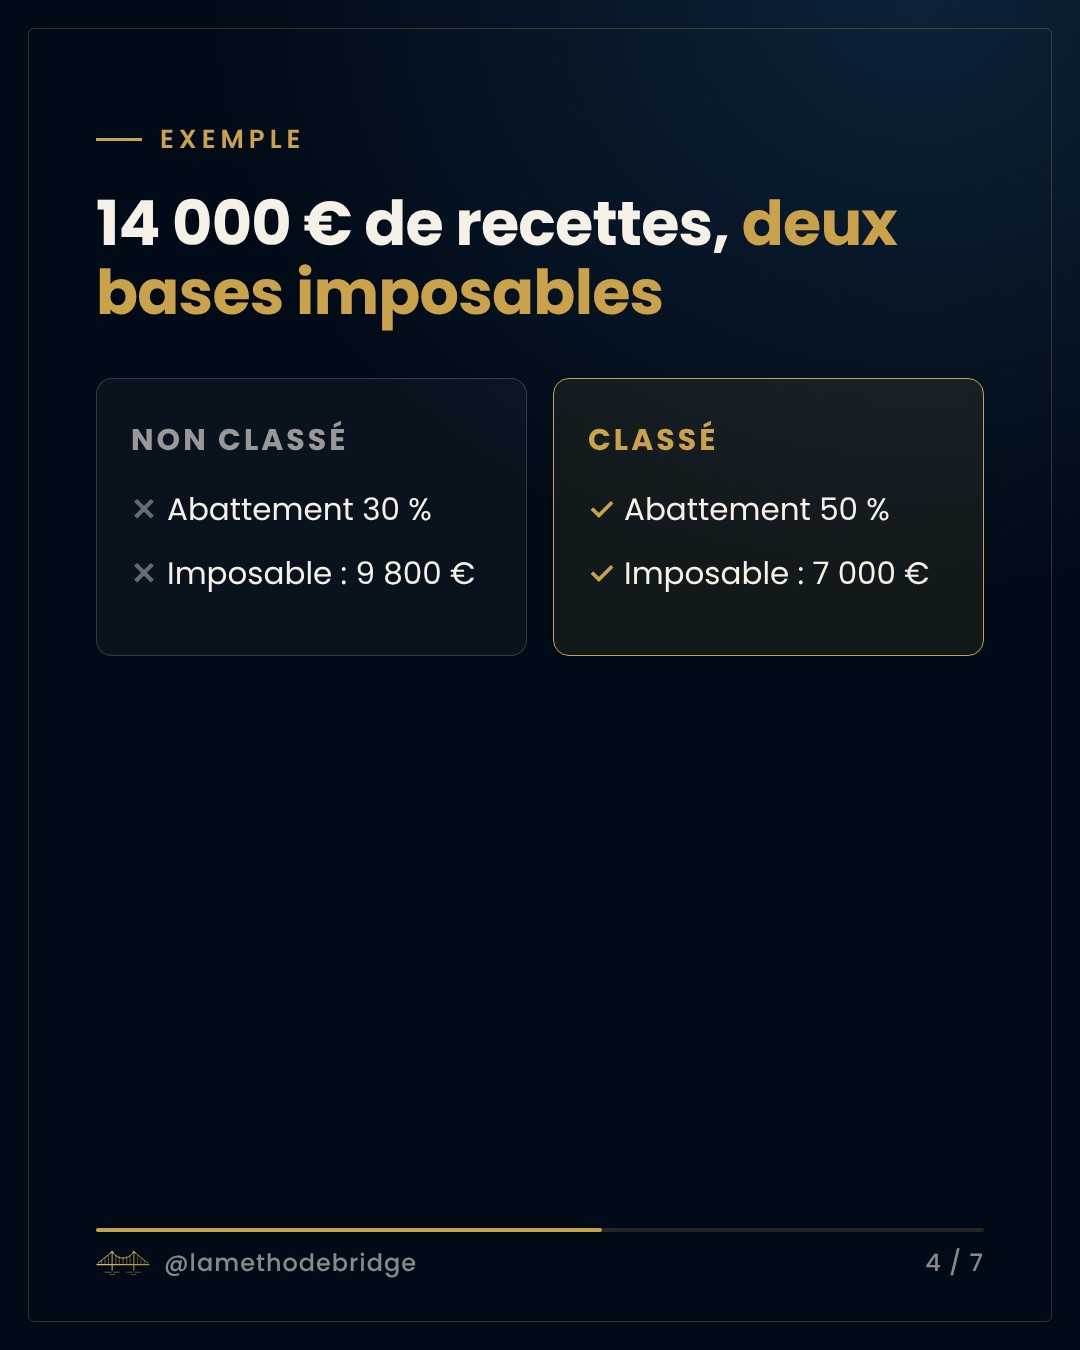 EXEMPLE
14 000 € de recettes, deux
bases imposables
NON CLASSÉ
✕ Abattement 30 %
✕ Imposable : 9 800 €
CLASSÉ
✓ Abattement 50 %
✓ Imposable : 7 000 €
@lamethodebridge
4 / 7